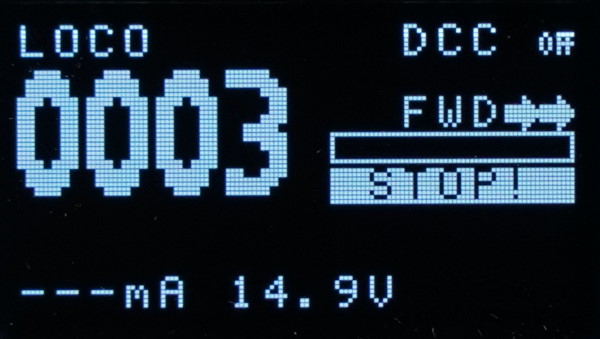 LOCO DCC OFF
0003
FWD
STOP!
---mA 14.9V